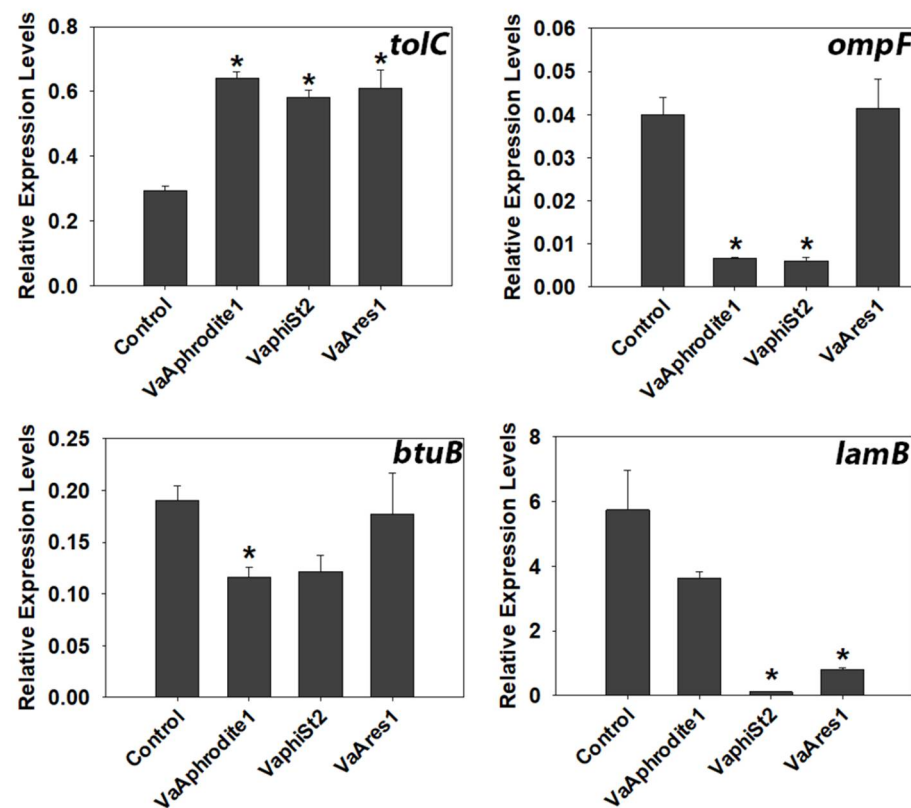 tolC
Relative Expression Levels
0.8
0.6
0.4
0.2
0.0
*
*
*
Control
VaAphrodite1
VaphiSt2
VaAres1
ompF
Relative Expression Levels
0.06
0.05
0.04
0.03
0.02
0.01
0.00
*
*
Control
VaAphrodite1
VaphiSt2
VaAres1
btuB
Relative Expression Levels
0.25
0.20
0.15
0.10
0.05
0.00
*
Control
VaAphrodite1
VaphiSt2
VaAres1
lamB
Relative Expression Levels
8
6
4
2
0
*
*
Control
VaAphrodite1
VaphiSt2
VaAres1